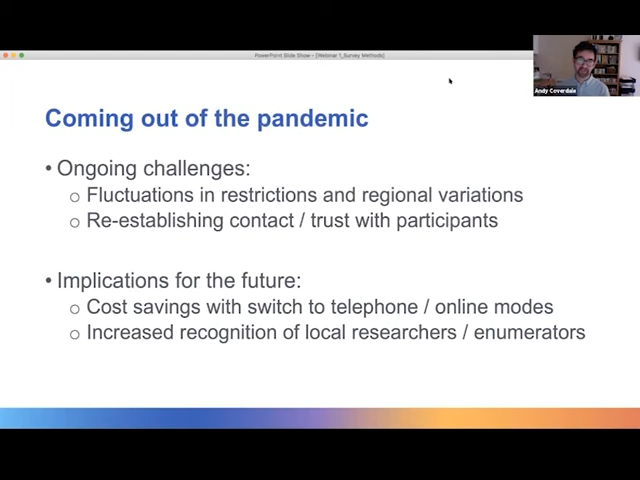 PowerPoint Slide Show - [Webinar 1_Survey Methods]
Andy Coverdale
Coming out of the pandemic
• Ongoing challenges:
o Fluctuations in restrictions and regional variations
o Re-establishing contact / trust with participants
• Implications for the future:
o Cost savings with switch to telephone / online modes
o Increased recognition of local researchers / enumerators